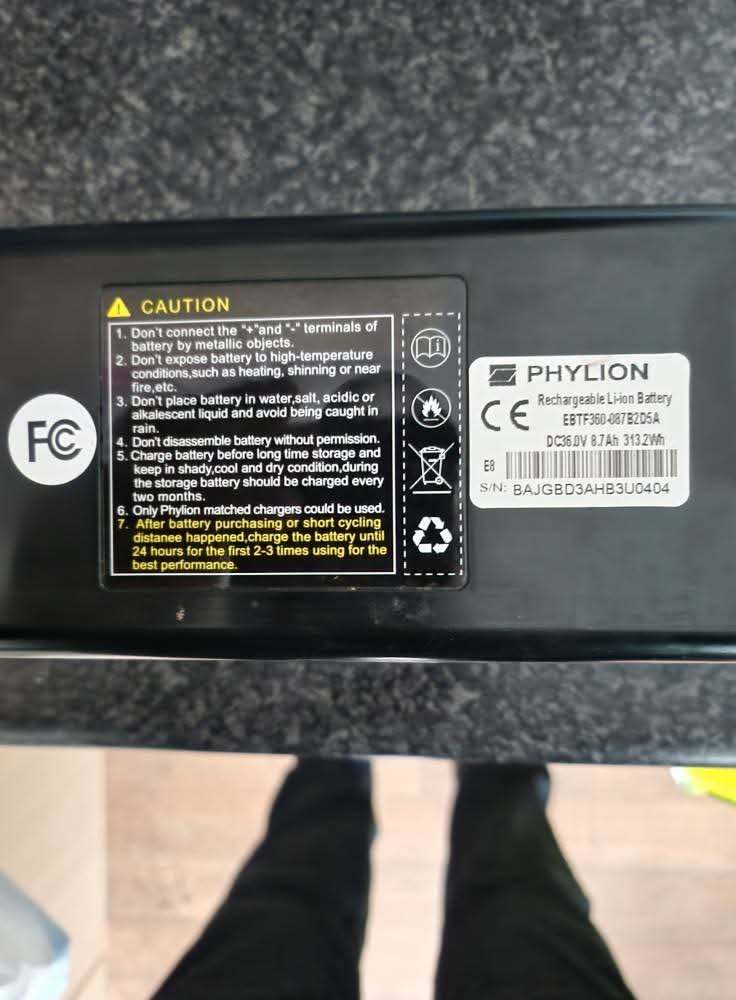 CAUTION
1. Don't connect the "+"and "-" terminals of
battery by metallic objects.
2. Don't expose battery to high-temperature
conditions,such as heating, shinning or near
fire,etc.
3. Don't place battery in water,salt, acidic or
alkalescent liquid and avoid being caught in
rain.
4. Don't disassemble battery without permission.
5. Charge battery before long time storage and
keep in shady,cool and dry condition,during
the storage battery should be charged every
two months.
6. Only Phylion matched chargers could be used.
7. After battery purchasing or short cycling
distanee happened,charge the battery until
24 hours for the first 2-3 times using for the
best performance.
FC
PHYLION
CE
Rechargeable Li-ion Battery
EBTF360-087B2D5A
DC36.0V 8.7Ah 313.2Wh
E8
S/N: BAJGBD3AHB3U0404